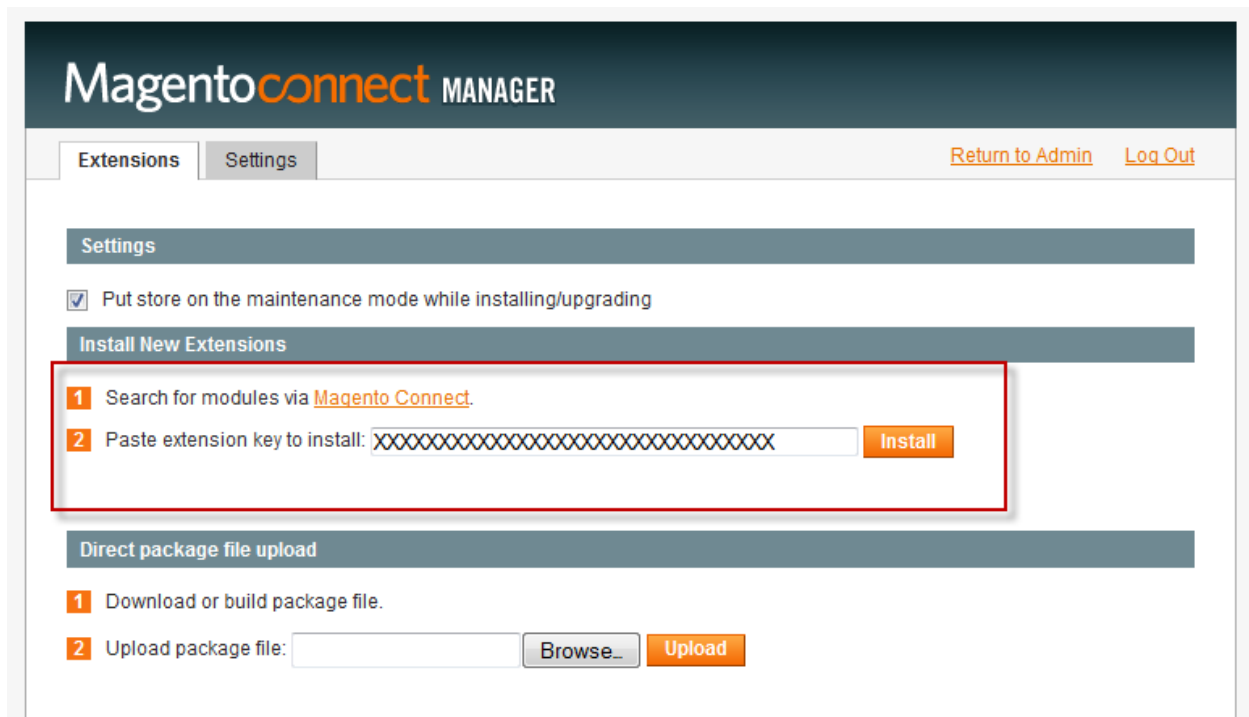 Magentoconnect MANAGER
Extensions Settings Return to Admin Log Out
Settings
Put store on the maintenance mode while installing/upgrading
Install New Extensions
1 Search for modules via Magento Connect.
2 Paste extension key to install: XXXXXXXXXXXXXXXXXXXXXXXXXXXXXXX Install
Direct package file upload
1 Download or build package file.
2 Upload package file: Browse… Upload